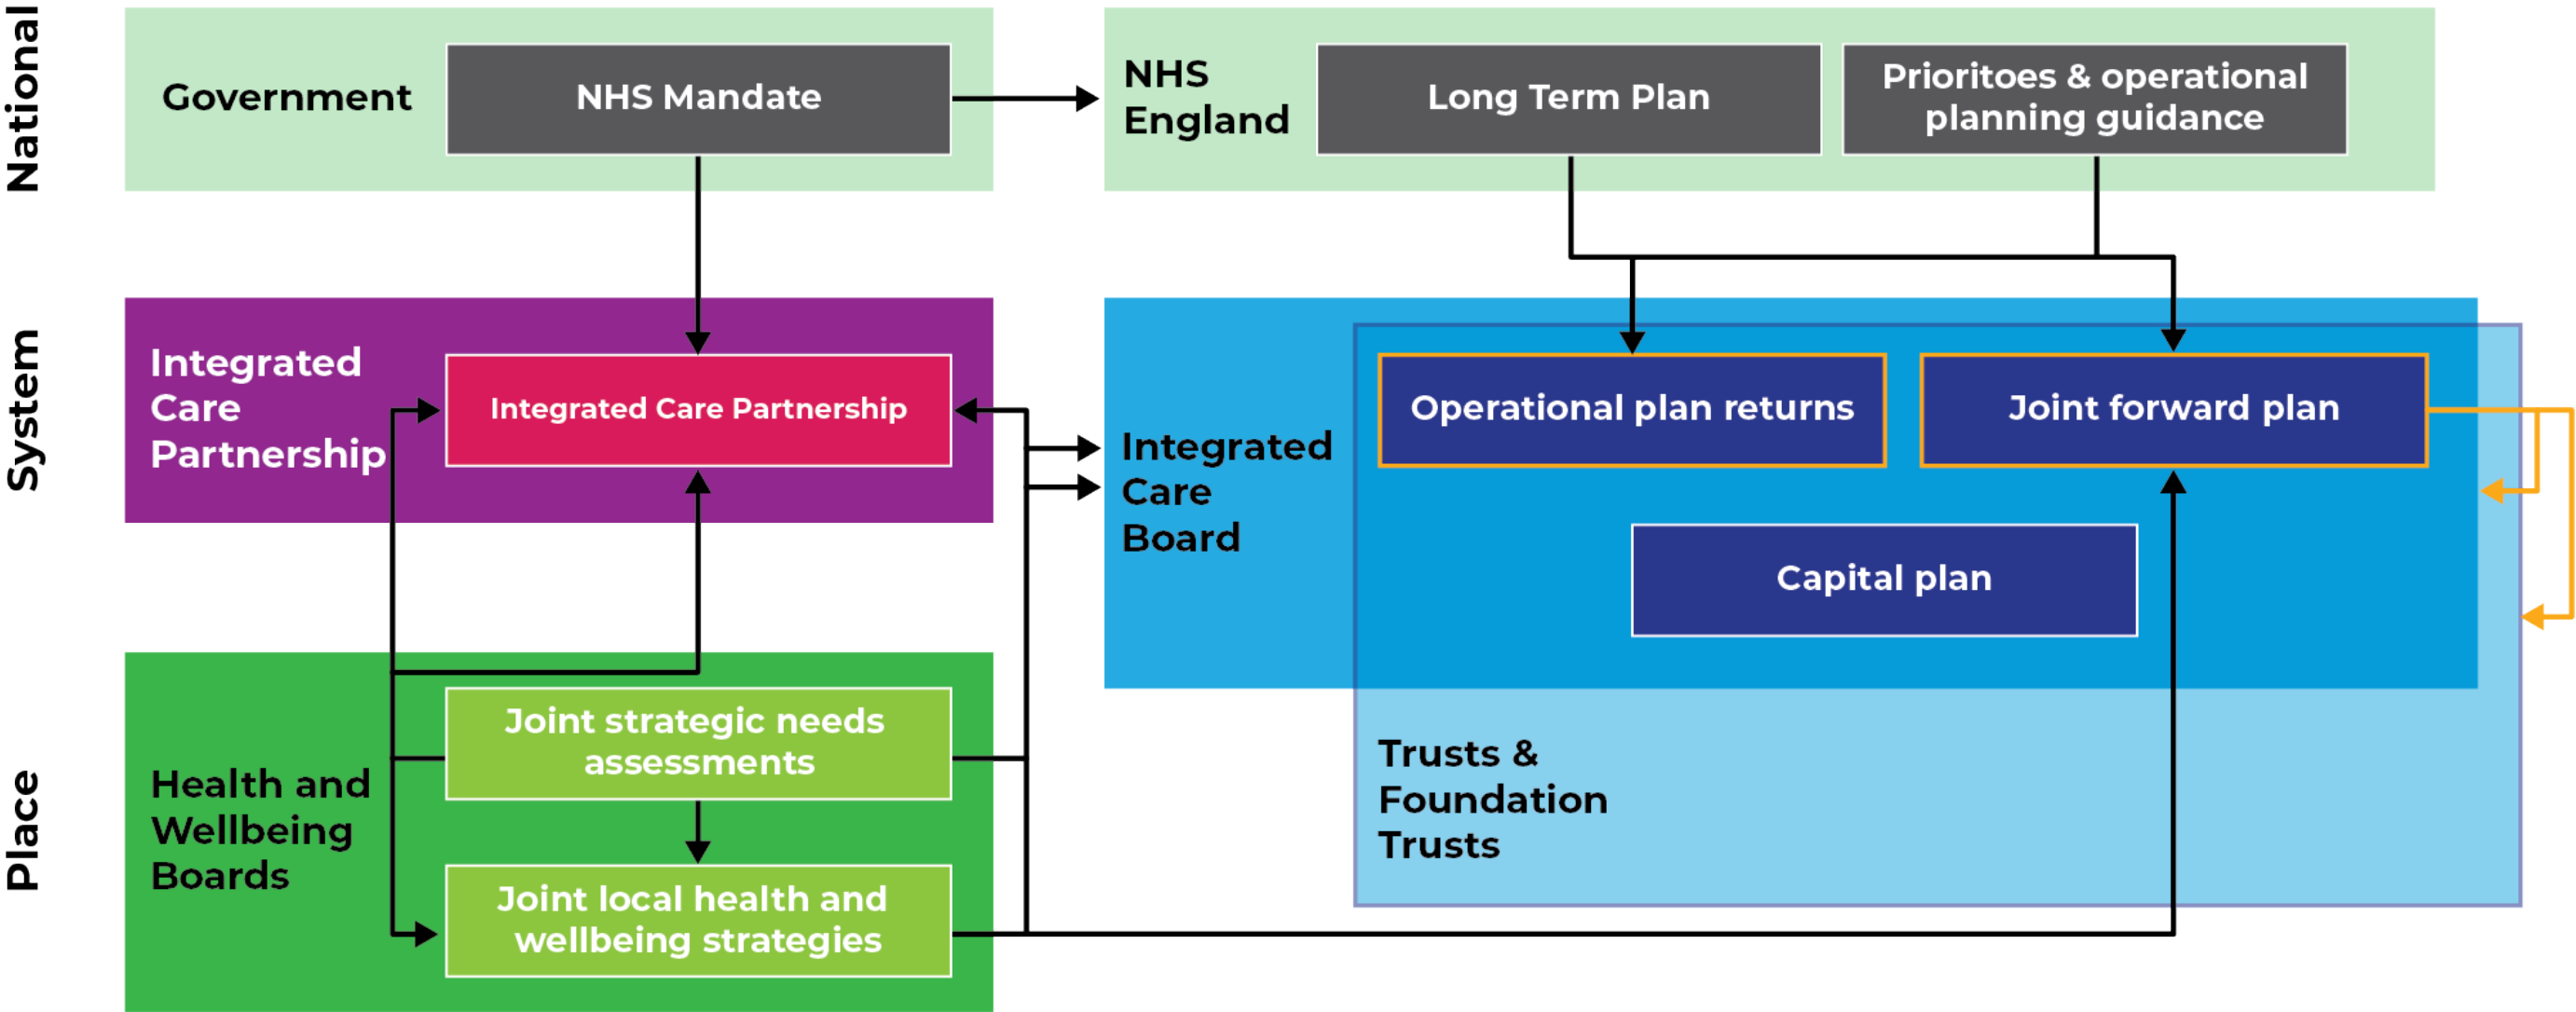 National
Government
NHS Mandate
NHS
England
Long Term Plan
Prioritoes & operational
planning guidance
System
Integrated
Care
Partnership
Integrated Care Partnership
Integrated
Care
Board
Operational plan returns
Joint forward plan
Capital plan
Place
Health and
Wellbeing
Boards
Joint strategic needs
assessments
Joint local health and
wellbeing strategies
Trusts &
Foundation
Trusts